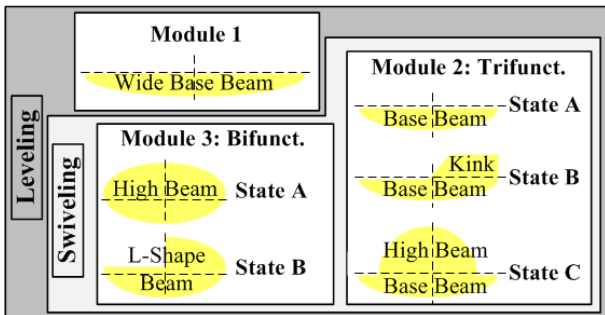 Leveling
Swiveling
Module 1
Wide Base Beam
Module 2: Trifunct.
Base Beam
State A
Kink
Base Beam
State B
High Beam
Base Beam
State C
Module 3: Bifunct.
High Beam
State A
L-Shape
Beam
State B